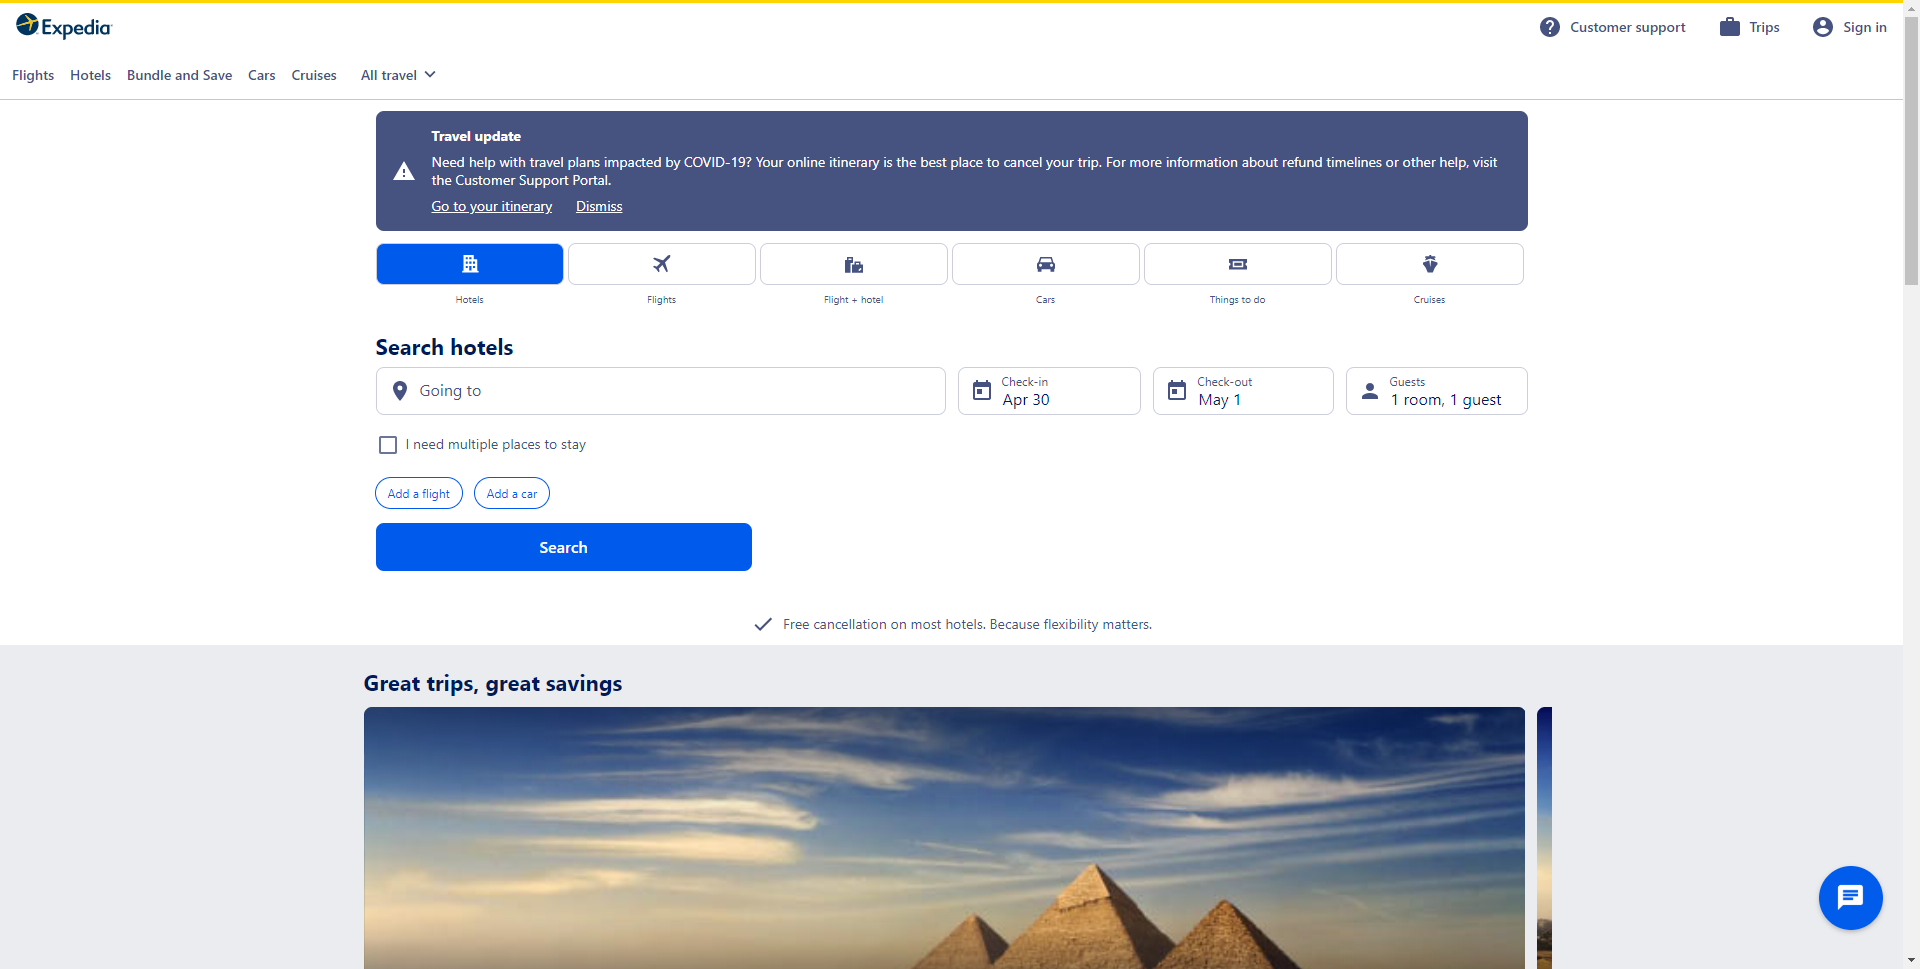 Expedia
Customer support
Trips
Sign in
Flights
Hotels
Bundle and Save
Cars
Cruises
All travel
Travel update
Need help with travel plans impacted by COVID-19? Your online itinerary is the best place to cancel your trip. For more information about refund timelines or other help, visit
the Customer Support Portal.
Go to your itinerary
Dismiss
Hotels
Flights
Flight + hotel
Cars
Things to do
Cruises
Search hotels
Going to
Check-in
Apr 30
Check-out
May 1
Guests
1 room, 1 guest
I need multiple places to stay
Add a flight
Add a car
Search
Free cancellation on most hotels. Because flexibility matters.
Great trips, great savings